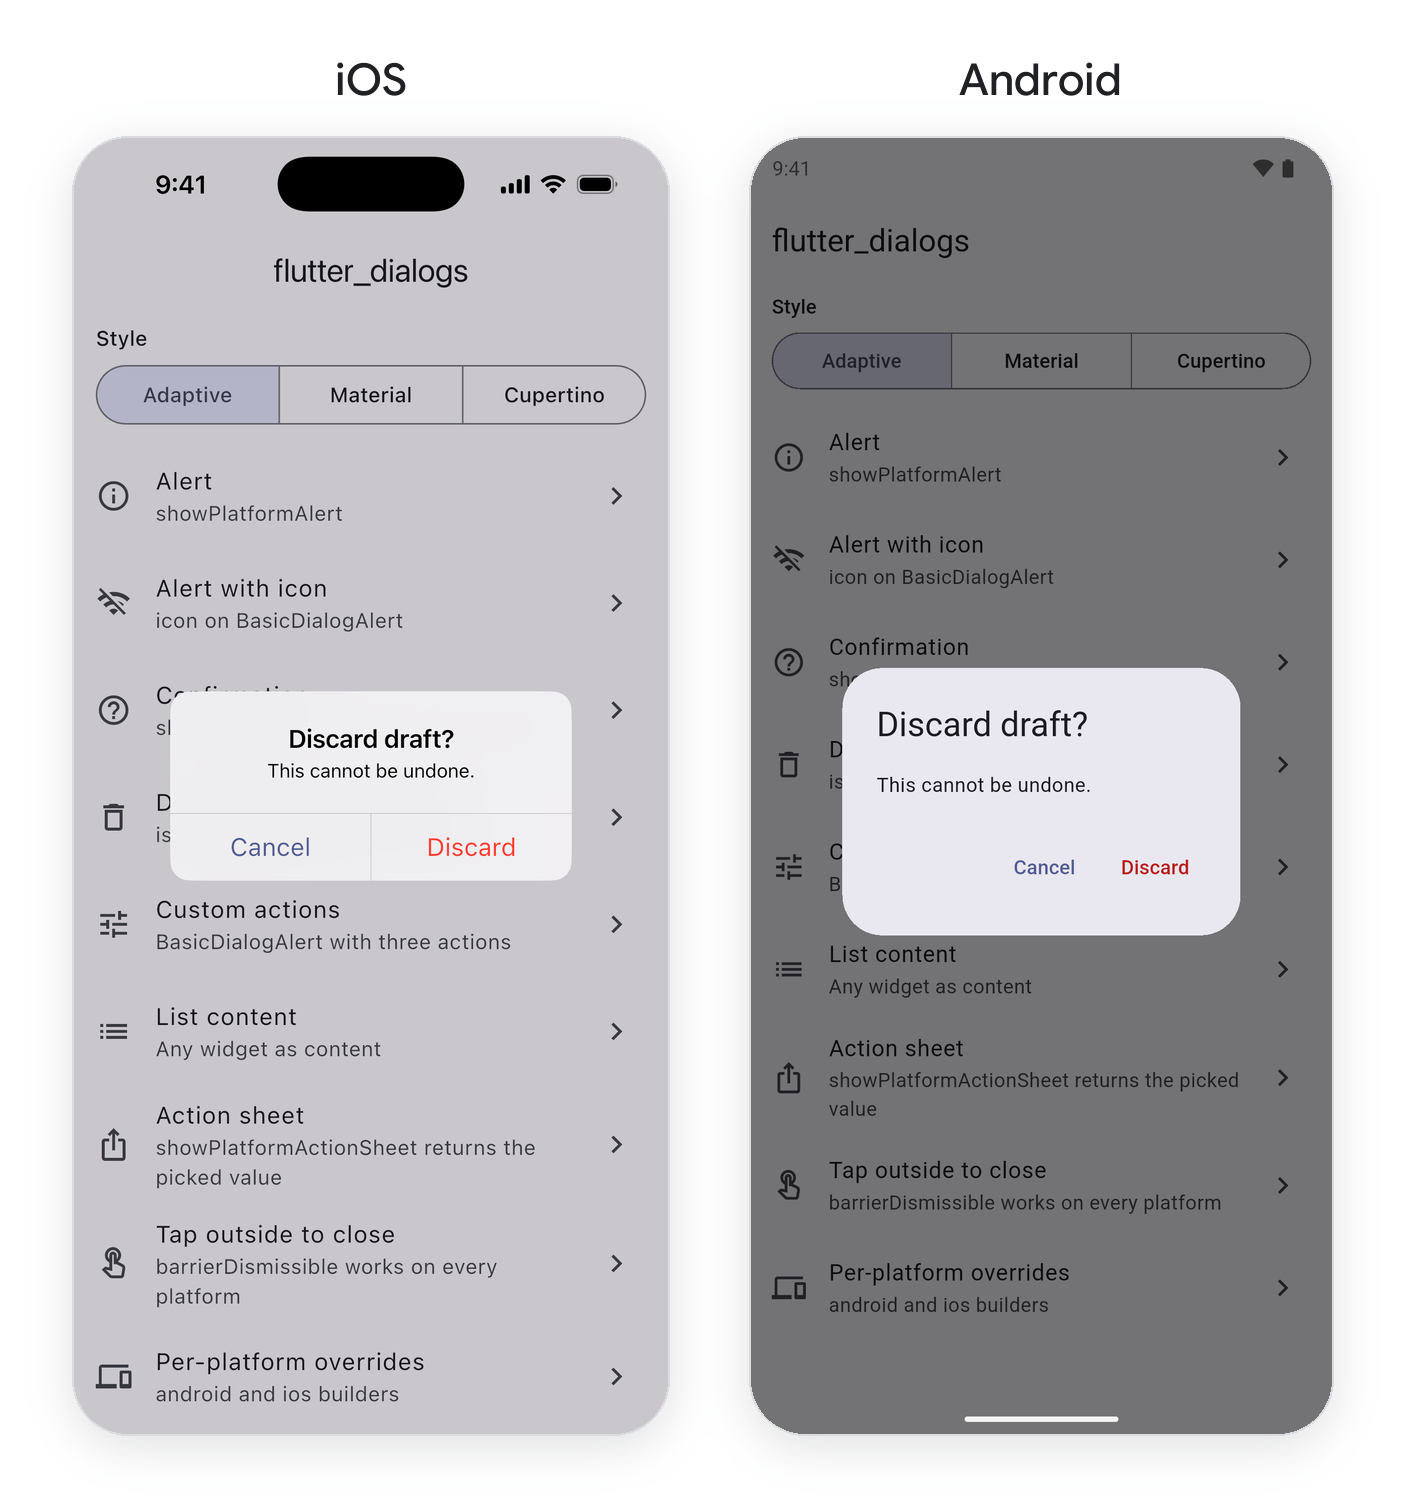 iOS
9:41
flutter_dialogs
Style
Adaptive
Material
Cupertino
Alert
showPlatformAlert
Alert with icon
icon on BasicDialogAlert
Discard draft?
This cannot be undone.
Cancel
Discard
Custom actions
BasicDialogAlert with three actions
List content
Any widget as content
Action sheet
showPlatformActionSheet returns the
picked value
Tap outside to close
barrierDismissible works on every
platform
Per-platform overrides
android and ios builders
Android
9:41
flutter_dialogs
Style
Adaptive
Material
Cupertino
Alert
showPlatformAlert
Alert with icon
icon on BasicDialogAlert
Confirmation
Discard draft?
This cannot be undone.
Cancel
Discard
List content
Any widget as content
Action sheet
showPlatformActionSheet returns the picked
value
Tap outside to close
barrierDismissible works on every platform
Per-platform overrides
android and ios builders